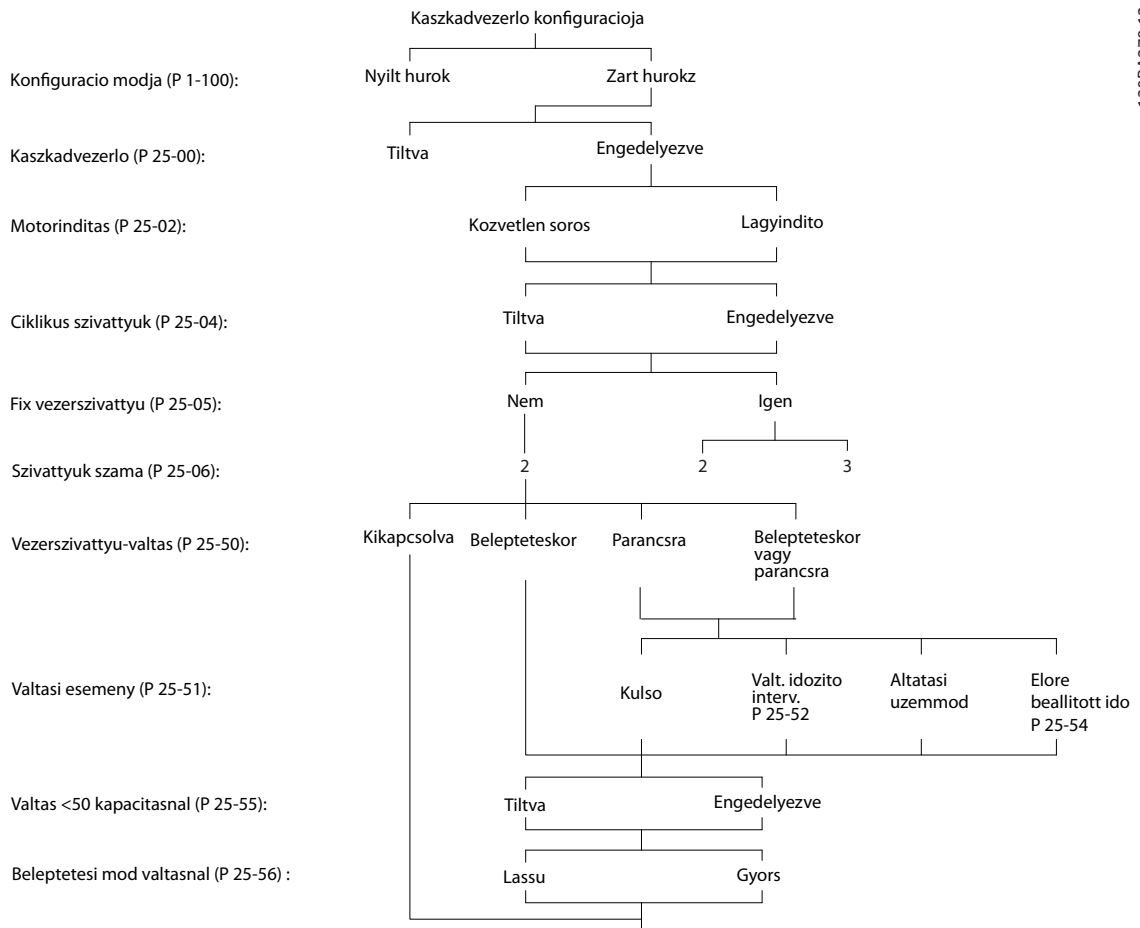 Kaszkadvezerlo konfiguracioja
Konfiguracio modja (P 1-100):
Nyilt hurok
Zart hurokz
Kaszkadvezerlo (P 25-00):
Tiltva
Engedelyezve
Motorinditas (P 25-02):
Kozvetlen soros
Lagyindito
Ciklikus szivattyuk (P 25-04):
Tiltva
Engedelyezve
Fix vezerszivattyu (P 25-05):
Nem
Igen
Szivattyuk szama (P 25-06):
2
2
3
Vezerszivattyu-valtas (P 25-50):
Kikapcsolva
Belepteteskor
Parancsra
Belepteteskor
vagy
parancsra
Valtasi esemeny (P 25-51):
Kulso
Valt. idozito
interv.
P 25-52
Altatasi
uzemmod
Elore
beallitott ido
P 25-54
Valtas <50 kapacitasnal (P 25-55):
Tiltva
Engedelyezve
Beleptetesi mod valtasnal (P 25-56) :
Lassu
Gyors